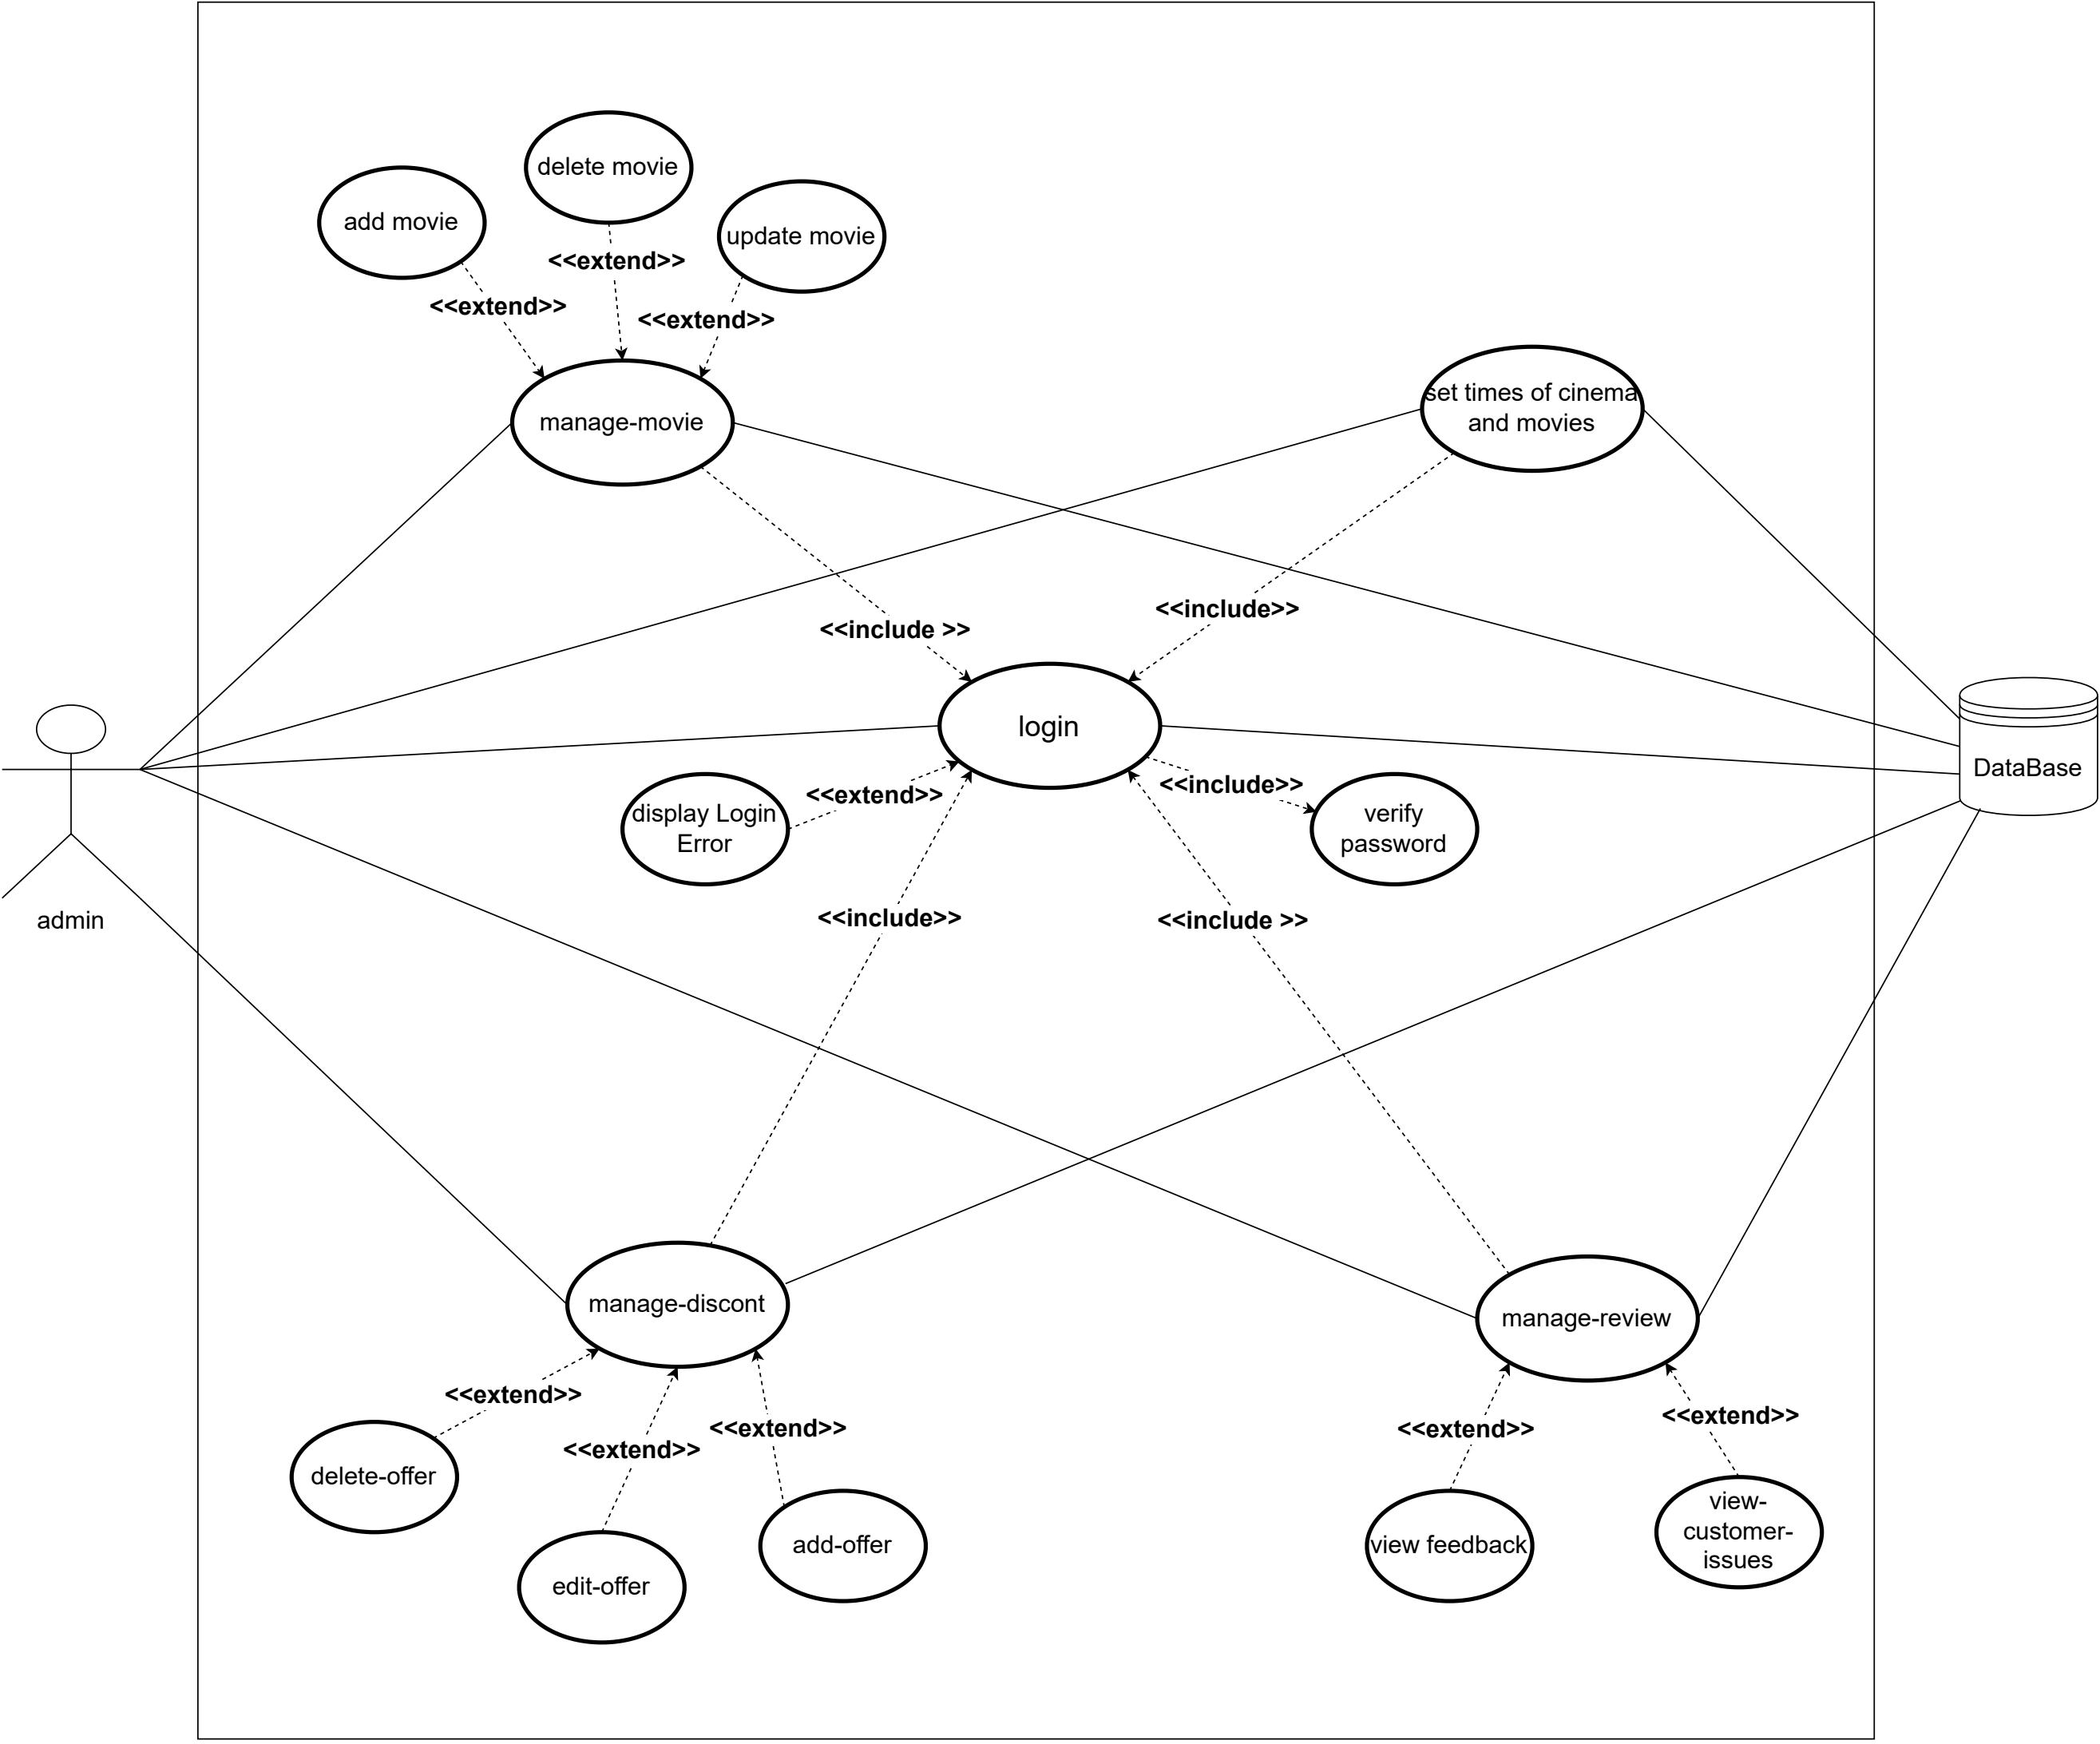 delete movie
add movie
update movie
<<extend>>
<<extend>>
<<extend>>
manage-movie
set times of cinema
and movies
<<include>>
<<include >>
login
DataBase
<<include>>
<<extend>>
display Login
Error
verify
password
admin
<<include>>
<<include >>
manage-discont
manage-review
<<extend>>
<<extend>>
<<extend>>
<<extend>>
<<extend>>
delete-offer
edit-offer
add-offer
view feedback
view-
customer-
issues